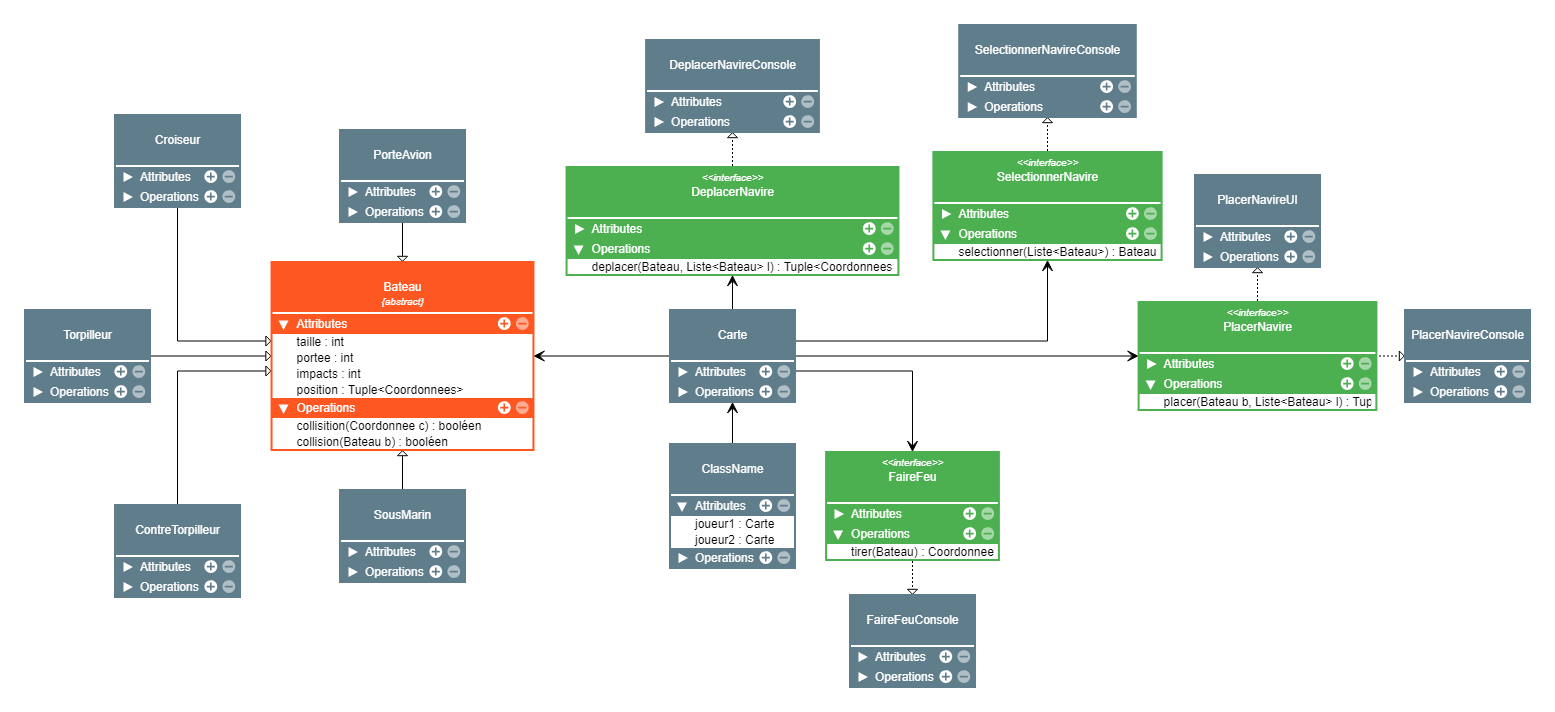 SelectionnerNavireConsole
Attributes
Operations
DeplacerNavireConsole
Attributes
Operations
Croiseur
Attributes
Operations
PorteAvion
Attributes
Operations
<<interface>>
DeplacerNavire
Attributes
Operations
deplacer(Bateau, Liste<Bateau> l) : Tuple<Coordonnees
<<interface>>
SelectionnerNavire
Attributes
Operations
selectionner(Liste<Bateau>) : Bateau
PlacerNavireUI
Attributes
Operations
Bateau
{abstract}
Attributes
taille : int
portee : int
impacts : int
position : Tuple<Coordonnees>
Operations
collisition(Coordonnee c) : booléen
collision(Bateau b) : booléen
Torpilleur
Attributes
Operations
Carte
Attributes
Operations
<<interface>>
PlacerNavire
Attributes
Operations
placer(Bateau b, Liste<Bateau> l) : Tup
PlacerNavireConsole
Attributes
Operations
ClassName
Attributes
joueur1 : Carte
joueur2 : Carte
Operations
<<interface>>
FaireFeu
Attributes
Operations
tirer(Bateau) : Coordonnee
ContreTorpilleur
Attributes
Operations
SousMarin
Attributes
Operations
FaireFeuConsole
Attributes
Operations